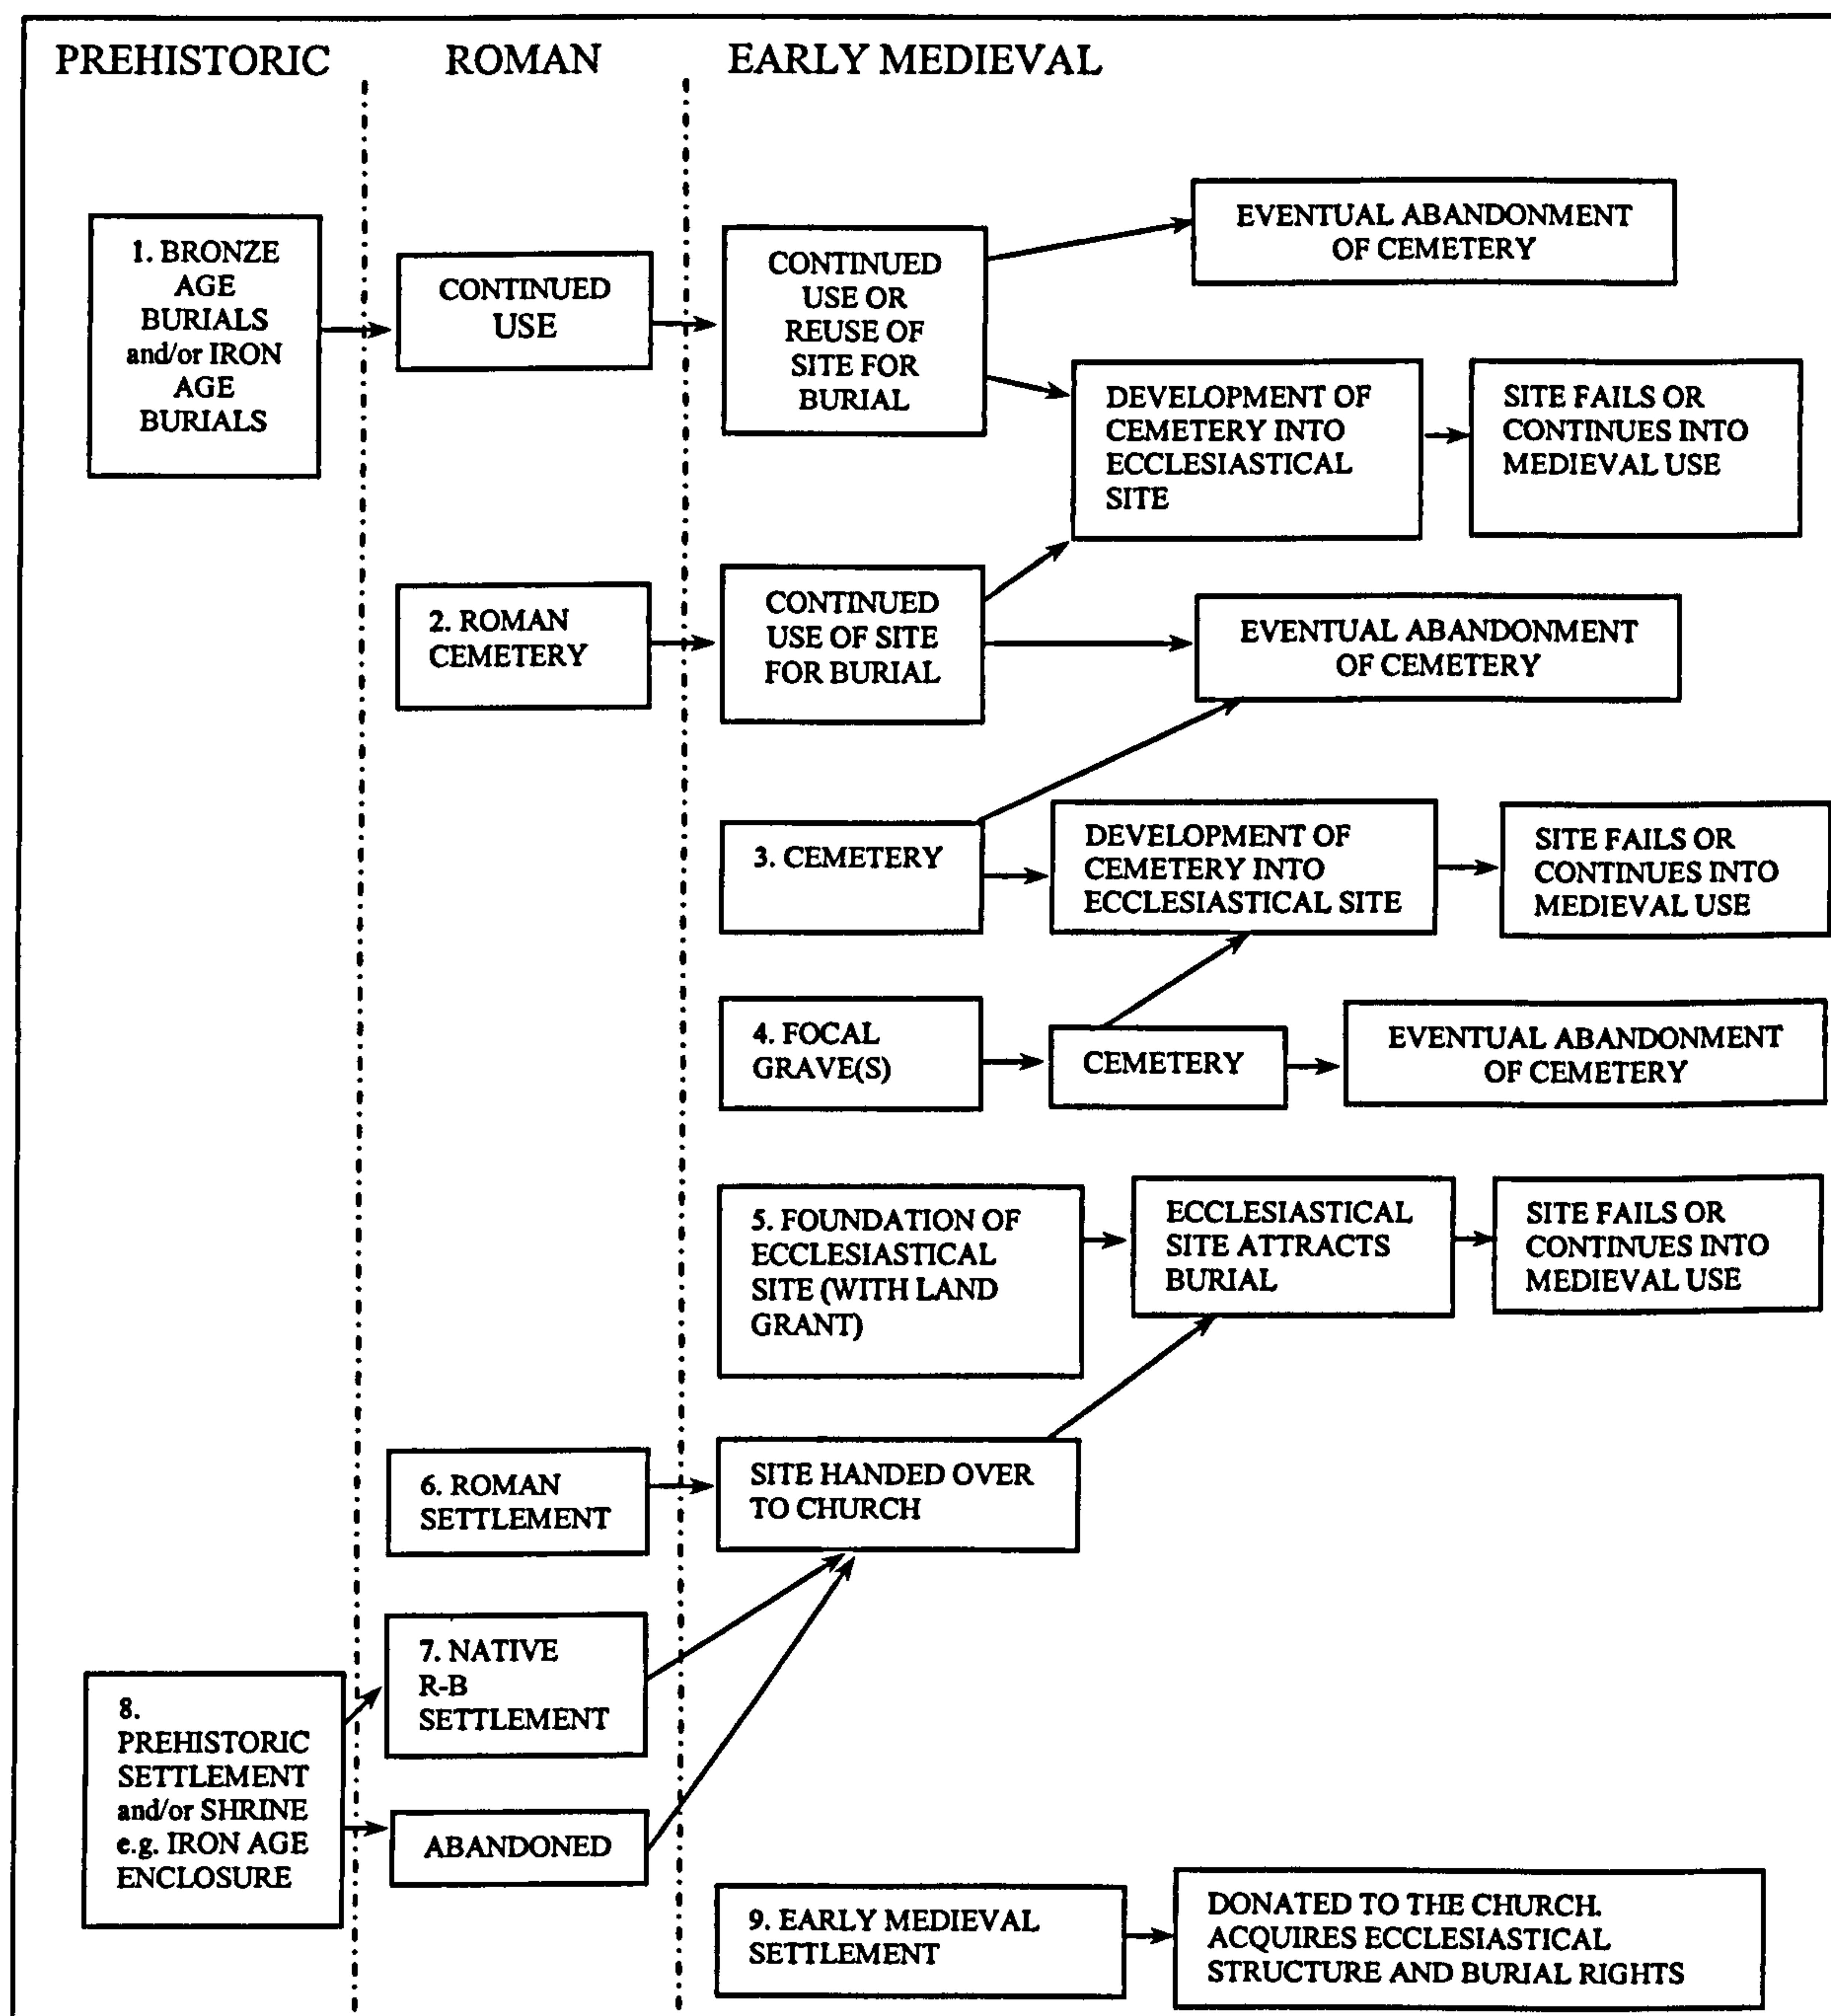 PREHISTORIC
ROMAN
EARLY MEDIEVAL
1. BRONZE
AGE
BURIALS
and/or IRON
AGE
BURIALS
CONTINUED
USE
CONTINUED
USE OR
REUSE OF
SITE FOR
BURIAL
EVENTUAL ABANDONMENT
OF CEMETERY
DEVELOPMENT OF
CEMETERY INTO
ECCLESIASTICAL
SITE
SITE FAILS OR
CONTINUES INTO
MEDIEVAL USE
2. ROMAN
CEMETERY
CONTINUED
USE OF SITE
FOR BURIAL
EVENTUAL ABANDONMENT
OF CEMETERY
3. CEMETERY
DEVELOPMENT OF
CEMETERY INTO
ECCLESIASTICAL SITE
SITE FAILS OR
CONTINUES INTO
MEDIEVAL USE
4. FOCAL
GRAVE(S)
CEMETERY
EVENTUAL ABANDONMENT
OF CEMETERY
5. FOUNDATION OF
ECCLESIASTICAL
SITE (WITH LAND
GRANT)
ECCLESIASTICAL
SITE ATTRACTS
BURIAL
SITE FAILS OR
CONTINUES INTO
MEDIEVAL USE
6. ROMAN
SETTLEMENT
SITE HANDED OVER
TO CHURCH
7. NATIVE
R-B
SETTLEMENT
8.
PREHISTORIC
SETTLEMENT
and/or SHRINE
e.g. IRON AGE
ENCLOSURE
ABANDONED
9. EARLY MEDIEVAL
SETTLEMENT
DONATED TO THE CHURCH.
ACQUIRES ECCLESIASTICAL
STRUCTURE AND BURIAL RIGHTS